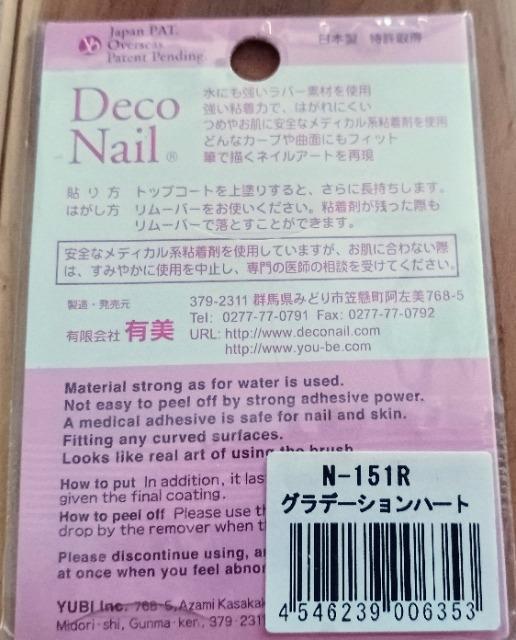 Japan PAT.
Overseas
Patent Pending.
日本製 特許取得
Deco
Nail ®
水にも強いラバー素材を使用
強い粘着力で、はがれにくい
つめやお肌に安全なメディカル系粘着剤を使用
どんなカーブや曲面にもフィット
筆で描くネイルアートを再現
貼り方 トップコートを上塗りすると、さらに長持ちします。
はがし方 リムーバーをお使いください。粘着剤が残った際も
リムーバーで落とすことができます。
安全なメディカル系粘着剤を使用していますが、お肌に合わない際
は、すみやかに使用を中止し、専門の医師の相談を受けてください。
製造・発売元
有限会社 有美
379-2311 群馬県みどり市笠懸町阿左美768-5
Tel: 0277-77-0791 Fax: 0277-77-0792
URL: http://www.deconail.com
http://www.you-be.com
Material strong as for water is used.
Not easy to peel off by strong adhesive power.
A medical adhesive is safe for nail and skin.
Fitting any curved surfaces.
Looks like real art of using the brush
How to put In addition, it las
given the final coating.
How to peel off Please use th
drop by the remover when t
Please discontinue using, an
at once when you feel abnor
YUBI Inc. 768-5, Azami Kasakak
Midori-shi, Gunma-ken, 379-2311
N-151R
グラデーションハート
4 546239 006353